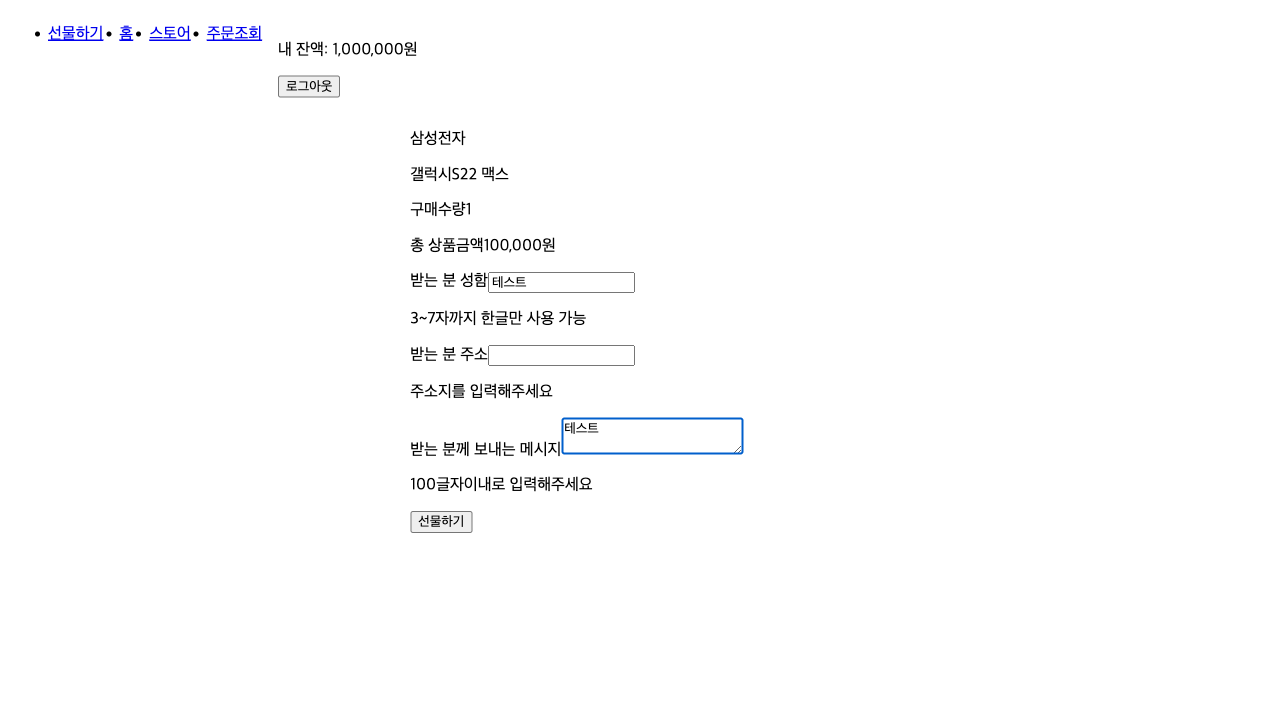 • 선물하기 • 홈 • 스토어 • 주문조회
내 잔액: 1,000,000원
로그아웃
삼성전자
갤럭시S22 맥스
구매수량1
총 상품금액100,000원
받는 분 성함 테스트
3~7자까지 한글만 사용 가능
받는 분 주소
주소지를 입력해주세요
받는 분께 보내는 메시지 테스트
100글자이내로 입력해주세요
선물하기